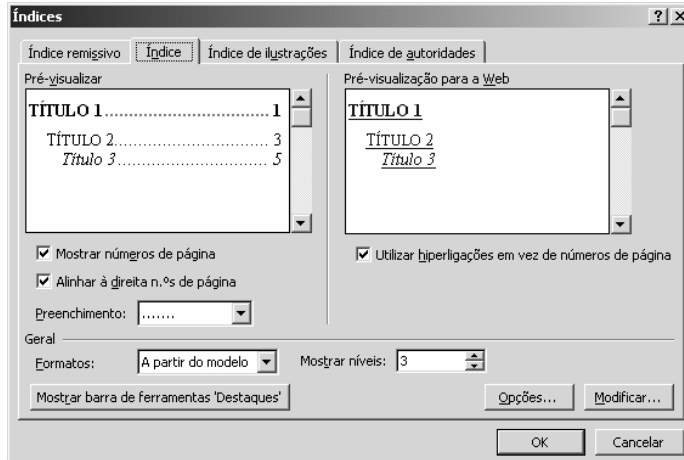 Índices
Índice remissivo Índice Índice de ilustrações Índice de autoridades
Pré-visualizar
TÍTULO 1........................... 1
TÍTULO 2........................... 3
Título 3........................... 5
Pré-visualização para a Web
TÍTULO 1
TÍTULO 2
Título 3
Mostrar números de página
Alinhar à direita n.ºs de página
Preenchimento: .......
Utilizar hiperligações em vez de números de página
Geral
Formatos: A partir do modelo Mostrar níveis: 3
Mostrar barra de ferramentas 'Destaques' Opções... Modificar...
OK Cancelar